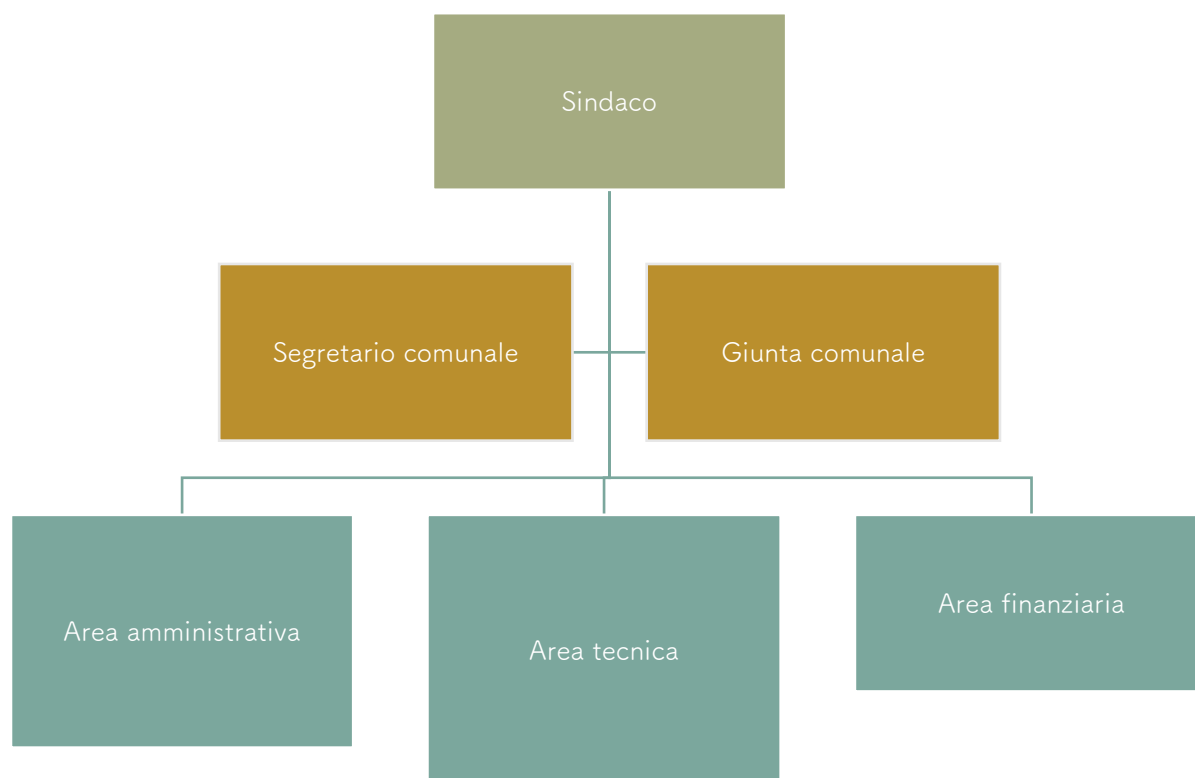 Sindaco
Segretario comunale
Giunta comunale
Area amministrativa
Area tecnica
Area finanziaria